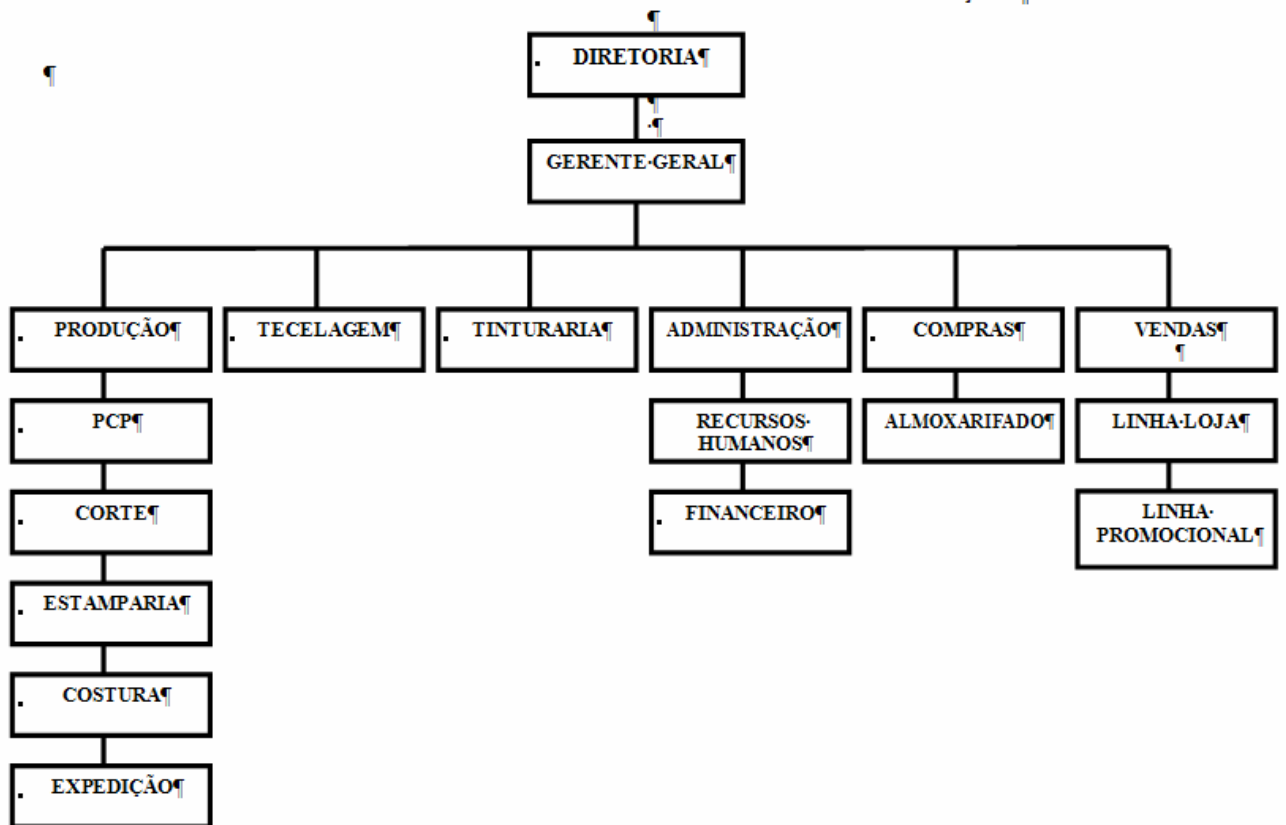 DIRETORIA
GERENTE GERAL
PRODUÇÃO
TECELAGEM
TINTURARIA
ADMINISTRAÇÃO
COMPRAS
VENDAS
PCP
RECURSOS
HUMANOS
ALMOXARIFADO
LINHA LOJA
CORTE
FINANCEIRO
LINHA
PROMOCIONAL
ESTAMPARIA
COSTURA
EXPEDIÇÃO